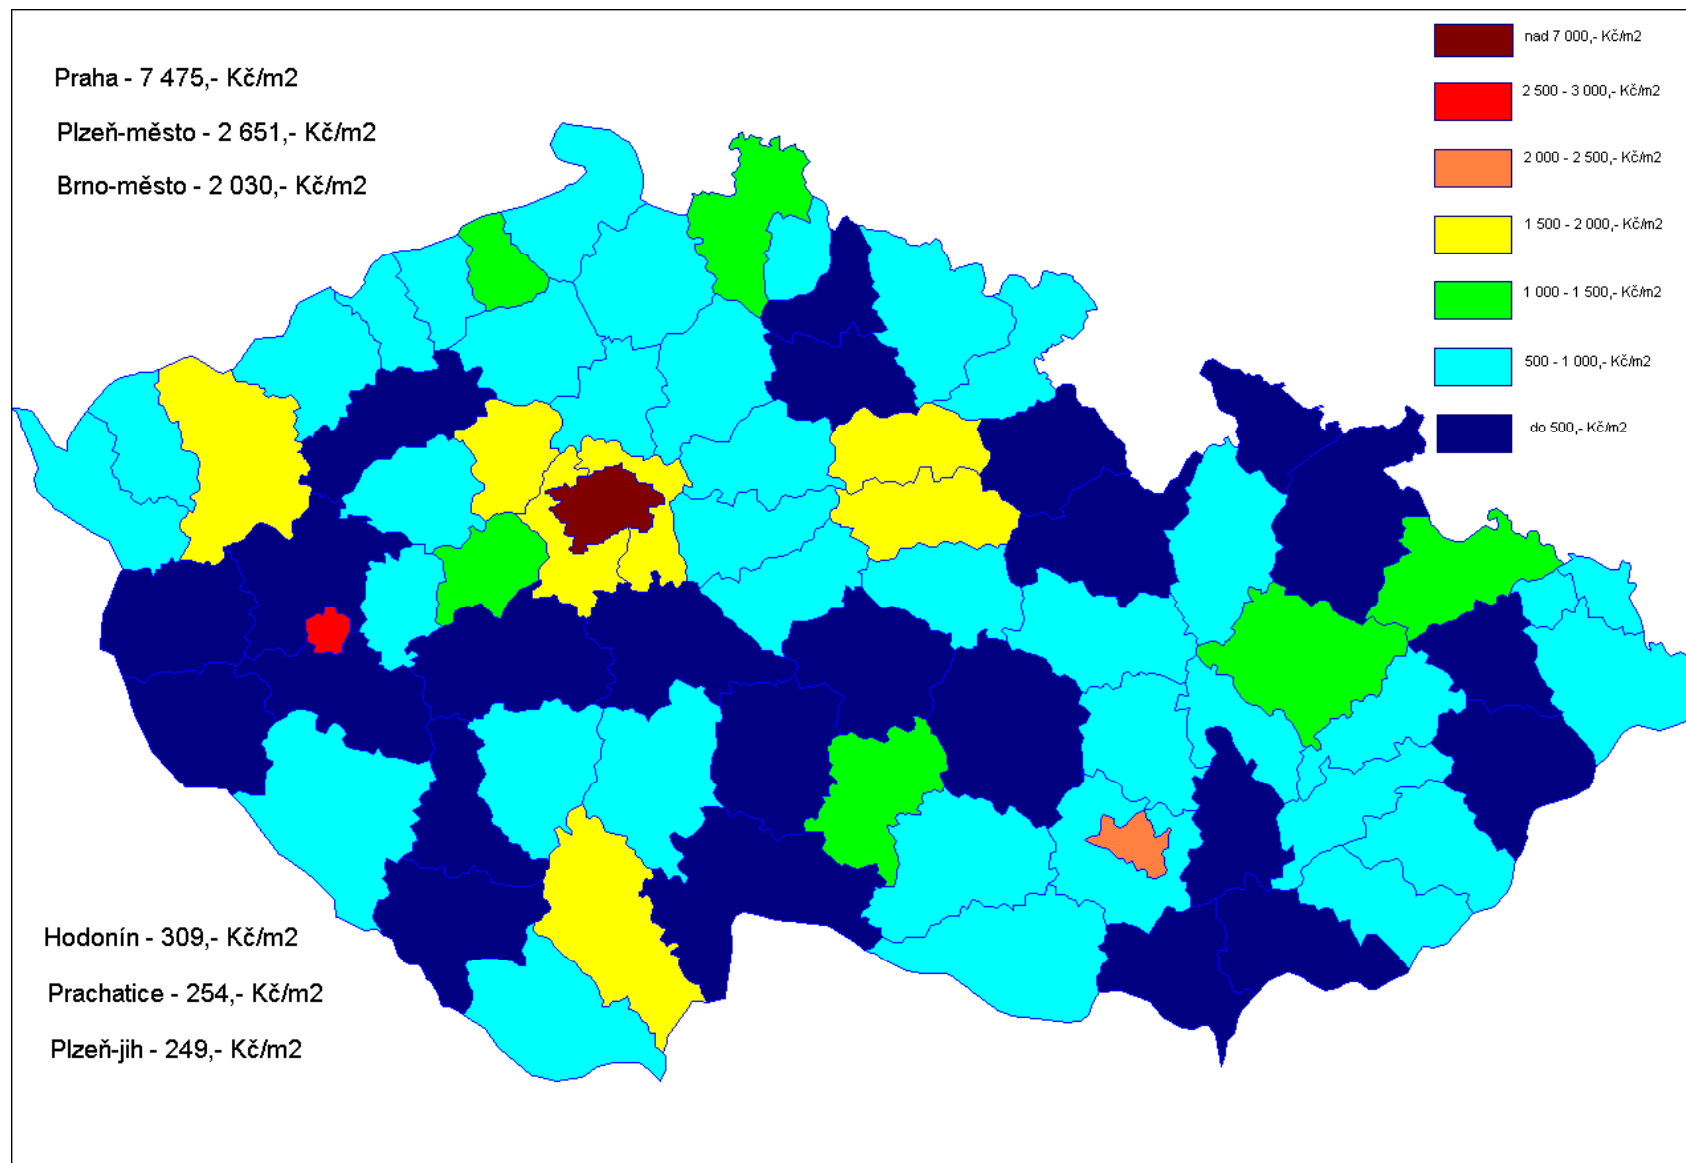 Praha - 7 475,- Kč/m2
Plzeň-město - 2 651,- Kč/m2
Brno-město - 2 030,- Kč/m2
nad 7 000,- Kč/m2
2 500 - 3 000,- Kč/m2
2 000 - 2 500,- Kč/m2
1 500 - 2 000,- Kč/m2
1 000 - 1 500,- Kč/m2
500 - 1 000,- Kč/m2
do 500,- Kč/m2
Hodonín - 309,- Kč/m2
Prachatice - 254,- Kč/m2
Plzeň-jih - 249,- Kč/m2